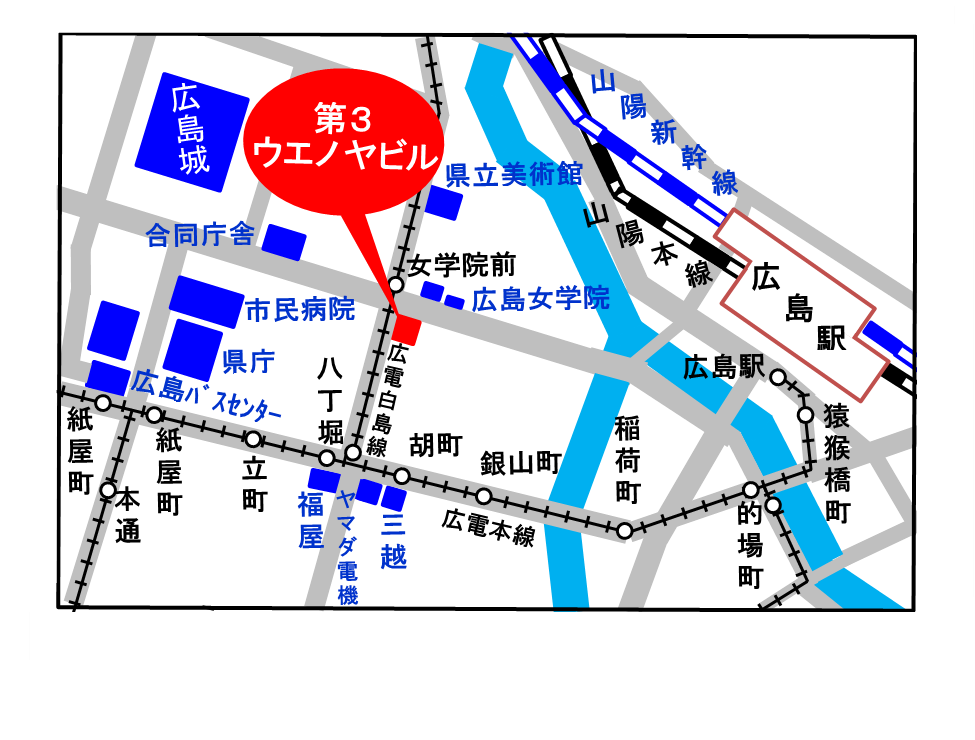 広島城
第３
ウエノヤビル
山陽新幹線
県立美術館
山陽本線
合同庁舎
女学院前
広島駅
市民病院
広島女学院
県庁
広電白島線
八丁堀
広島駅
広島ﾊﾞｽセンター
紙屋町
紙屋町
立町
胡町
銀山町
稲荷町
猿猴橋町
本通
福屋
ヤマダ電機
三越
広電本線
的場町